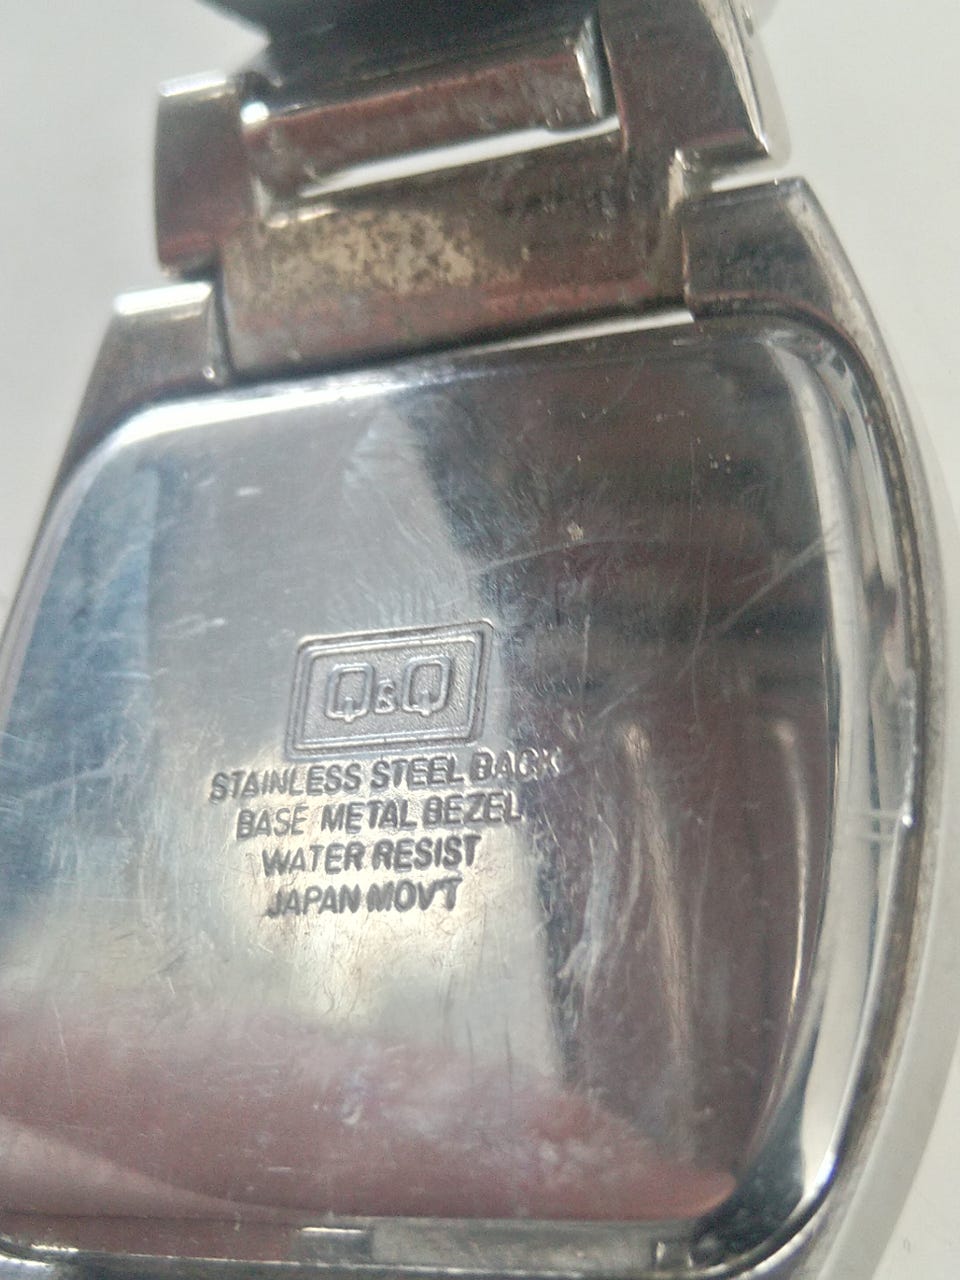 Q&Q
STAINLESS STEEL BACK
BASE METAL BEZEL
WATER RESIST
JAPAN MOV'T